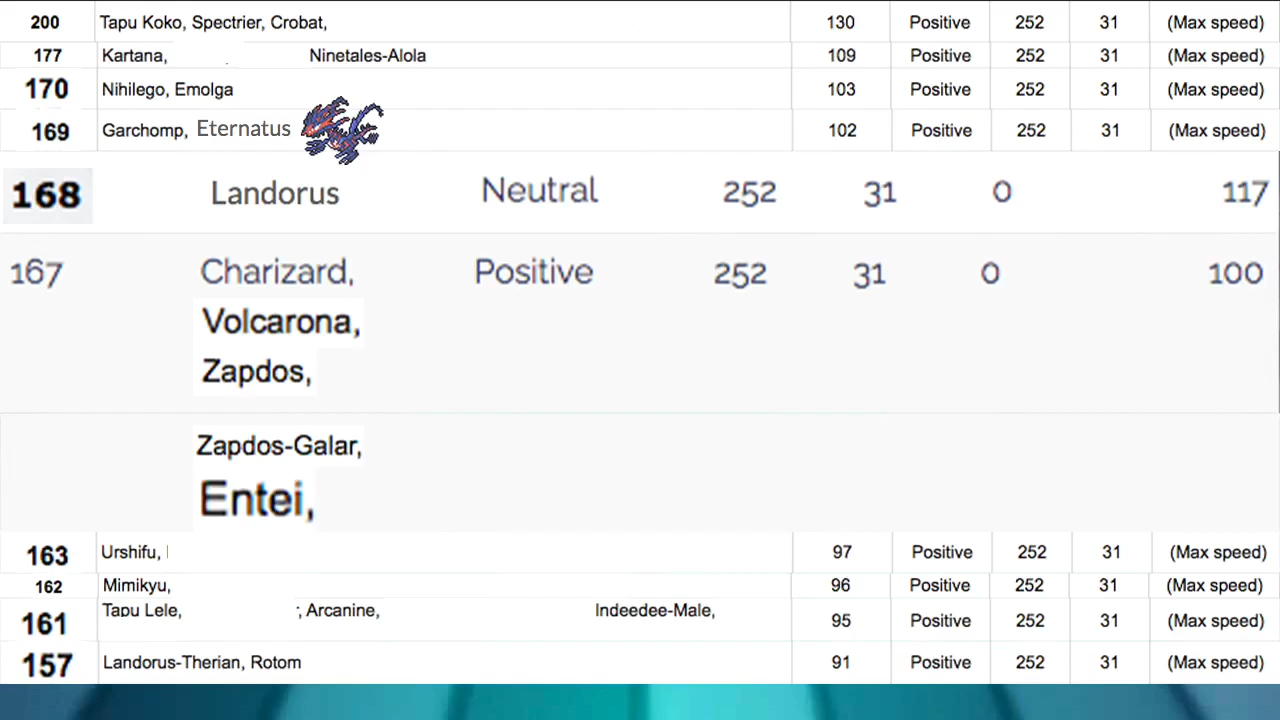 200 Tapu Koko, Spectrier, Crobat, 130 Positive 252 31 (Max speed)
177 Kartana, Ninetales-Alola 109 Positive 252 31 (Max speed)
170 Nihilego, Emolga 103 Positive 252 31 (Max speed)
169 Garchomp, Eternatus 102 Positive 252 31 (Max speed)
168 Landorus Neutral 252 31 0 117
167 Charizard, Positive 252 31 0 100
Volcarona,
Zapdos,
Zapdos-Galar,
Entei,
163 Urshifu, 97 Positive 252 31 (Max speed)
162 Mimikyu, 96 Positive 252 31 (Max speed)
161 Tapu Lele, , Arcanine, Indeedee-Male, 95 Positive 252 31 (Max speed)
157 Landorus-Therian, Rotom 91 Positive 252 31 (Max speed)